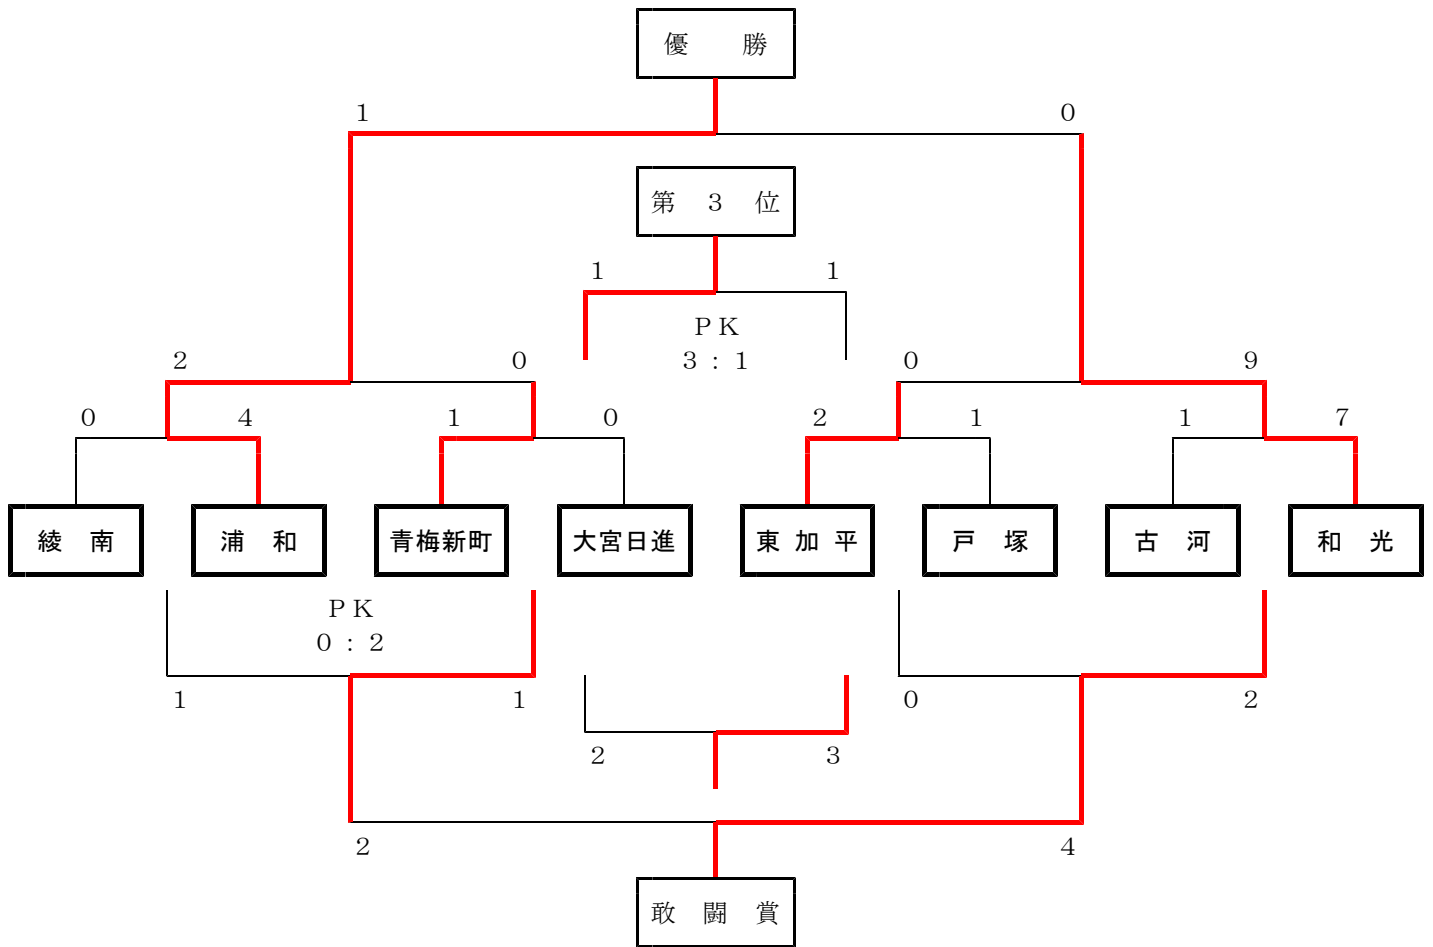 優　勝
１　０
第　３　位
１　１
ＰＫ
３：１
２　０　０　９
０　４　１　０　２　１　１　７
綾　南　浦　和　青梅新町　大宮日進　東 加 平　戸　塚　古　河　和　光
ＰＫ
０：２
１　１　０　２
２　３
２　４
敢　闘　賞